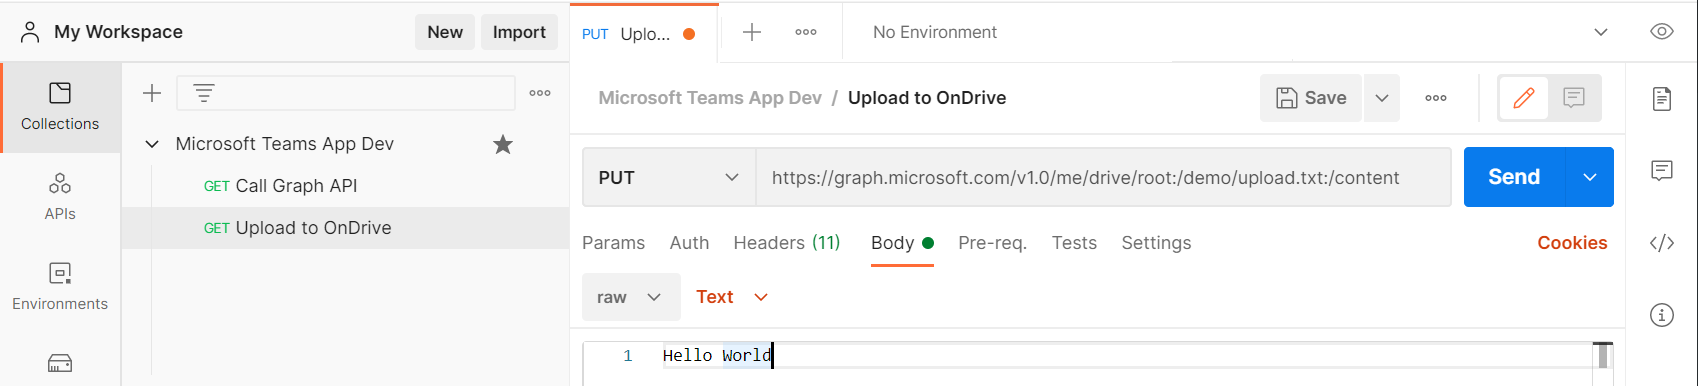 My Workspace
New
Import
PUT Uplo...
No Environment
Collections
APIs
Environments
Microsoft Teams App Dev
GET Call Graph API
GET Upload to OnDrive
Microsoft Teams App Dev / Upload to OnDrive
Save
PUT
https://graph.microsoft.com/v1.0/me/drive/root:/demo/upload.txt:/content
Send
Params Auth Headers (11) Body Pre-req. Tests Settings
Cookies
raw
Text
1 Hello World